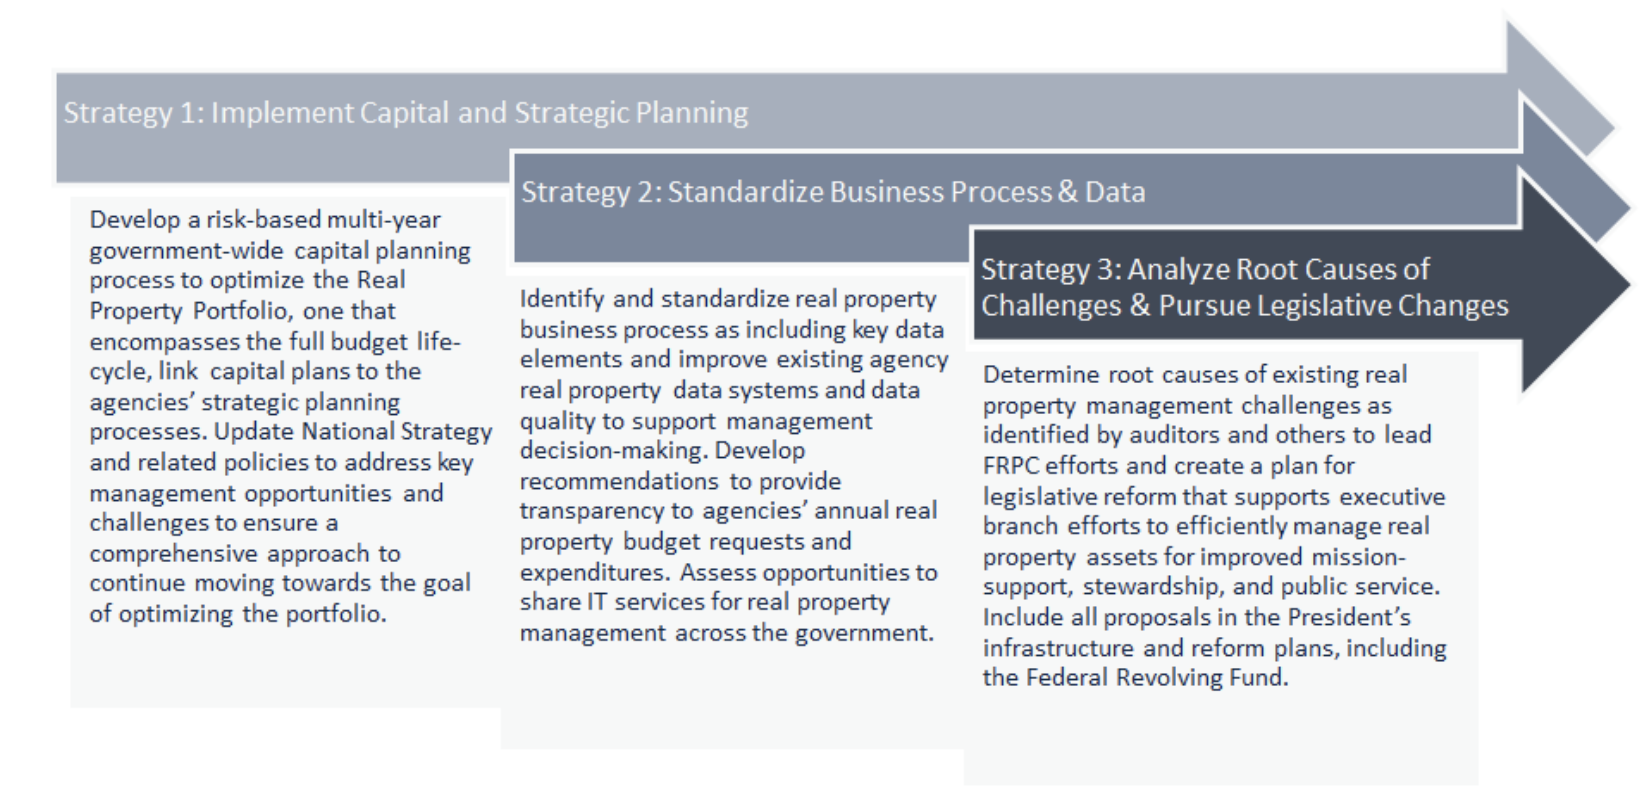 Strategy 1: Implement Capital and Strategic Planning
Develop a risk-based multi-year
government-wide capital planning
process to optimize the Real
Property Portfolio, one that
encompasses the full budget life-
cycle, link capital plans to the
agencies' strategic planning
processes. Update National Strategy
and related policies to address key
management opportunities and
challenges to ensure a
comprehensive approach to
continue moving towards the goal
of optimizing the portfolio.
Strategy 2: Standardize Business Process & Data
Identify and standardize real property
business process as including key data
elements and improve existing agency
real property data systems and data
quality to support management
decision-making. Develop
recommendations to provide
transparency to agencies' annual real
property budget requests and
expenditures. Assess opportunities to
share IT services for real property
management across the government.
Strategy 3: Analyze Root Causes of
Challenges & Pursue Legislative Changes
Determine root causes of existing real
property management challenges as
identified by auditors and others to lead
FRPC efforts and create a plan for
legislative reform that supports executive
branch efforts to efficiently manage real
property assets for improved mission-
support, stewardship, and public service.
Include all proposals in the President's
infrastructure and reform plans, including
the Federal Revolving Fund.